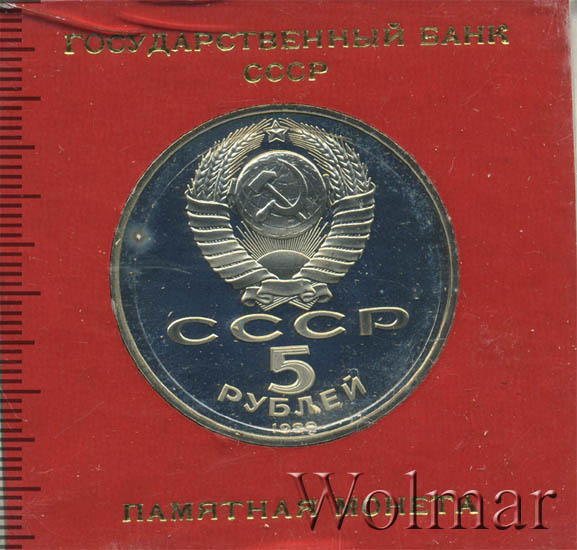 ГОСУДАРСТВЕННЫЙ БАНК
СССР
СССР
5
РУБЛЕЙ
ПАМЯТНАЯ МОНЕТА
Wolmar